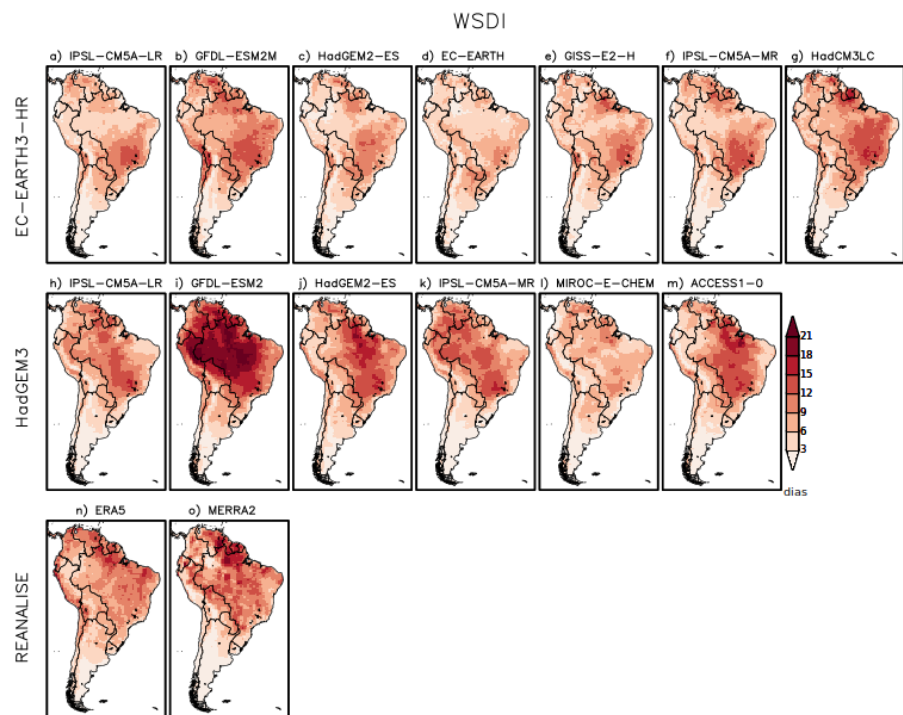 WSDI
a) IPSL-CM5A-LR b) GFDL-ESM2M c) HadGEM2-ES d) EC-EARTH e) GISS-E2-H f) IPSL-CM5A-MR g) HadCM3LC
EC-EARTH3-HR
h) IPSL-CM5A-LR i) GFDL-ESM2 j) HadGEM2-ES k) IPSL-CM5A-MR l) MIROC-E-CHEM m) ACCESS1-0
HadGEM3
21
18
15
12
9
6
3
dias
n) ERA5 o) MERRA2
REANALISE